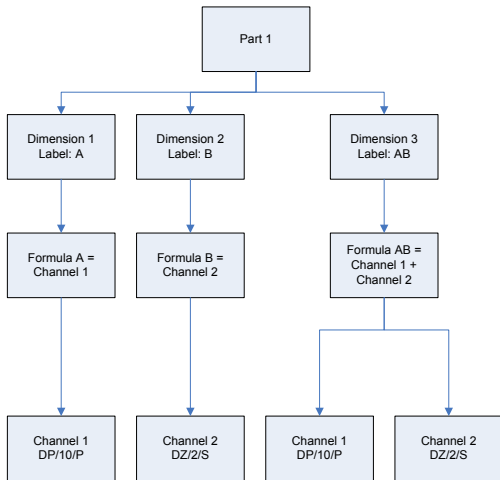 Part 1
Dimension 1
Label: A
Dimension 2
Label: B
Dimension 3
Label: AB
Formula A =
Channel 1
Formula B =
Channel 2
Formula AB =
Channel 1 +
Channel 2
Channel 1
DP/10/P
Channel 2
DZ/2/S
Channel 1
DP/10/P
Channel 2
DZ/2/S